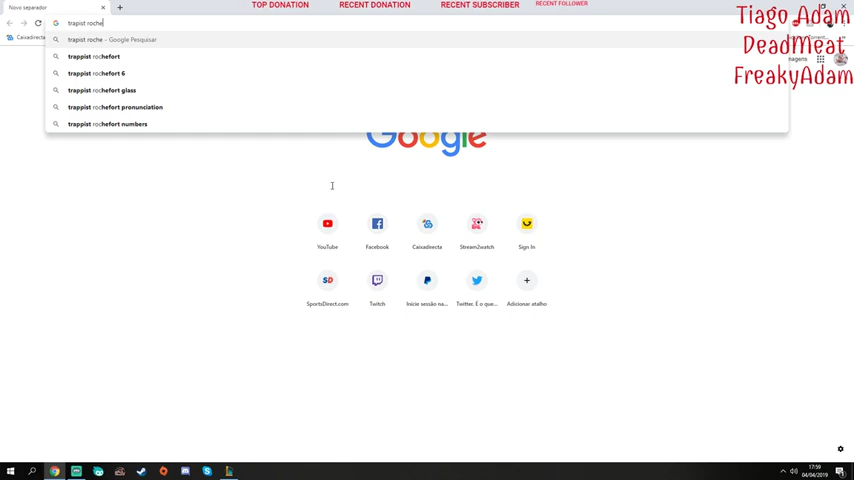 Novo separador
TOP DONATION
RECENT DONATION
RECENT SUBSCRIBER
RECENT FOLLOWER
Tiago Adam
DeadMeat
FreakyAdam
trapist roche
Caixadirecta
trapist roche - Google Pesquisar
trappist rochefort
trappist rochefort 6
trappist rochefort glass
trappist rochefort pronunciation
trappist rochefort numbers
Google
YouTube
Facebook
Caixadirecta
Stream2watch
Sign In
SD
SportsDirect.com
Twitch
Inicie sessão na...
Twitter. É o que...
Adicionar atalho
17:59
04/04/2019